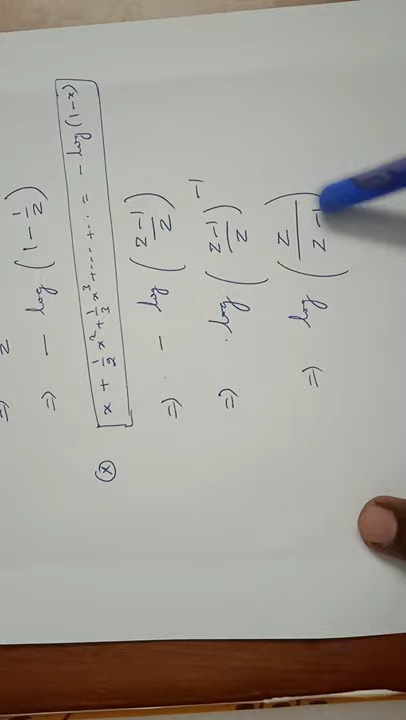 ⇒ z
⇒ - log (1 - 1/z)
(x) x + 1/2 x² + 1/3 x³ + ..... + ... = - log (1-x)
⇒ - log (z-1/z)
⇒ log (z-1/z)⁻¹
⇒ log (z/z-1)